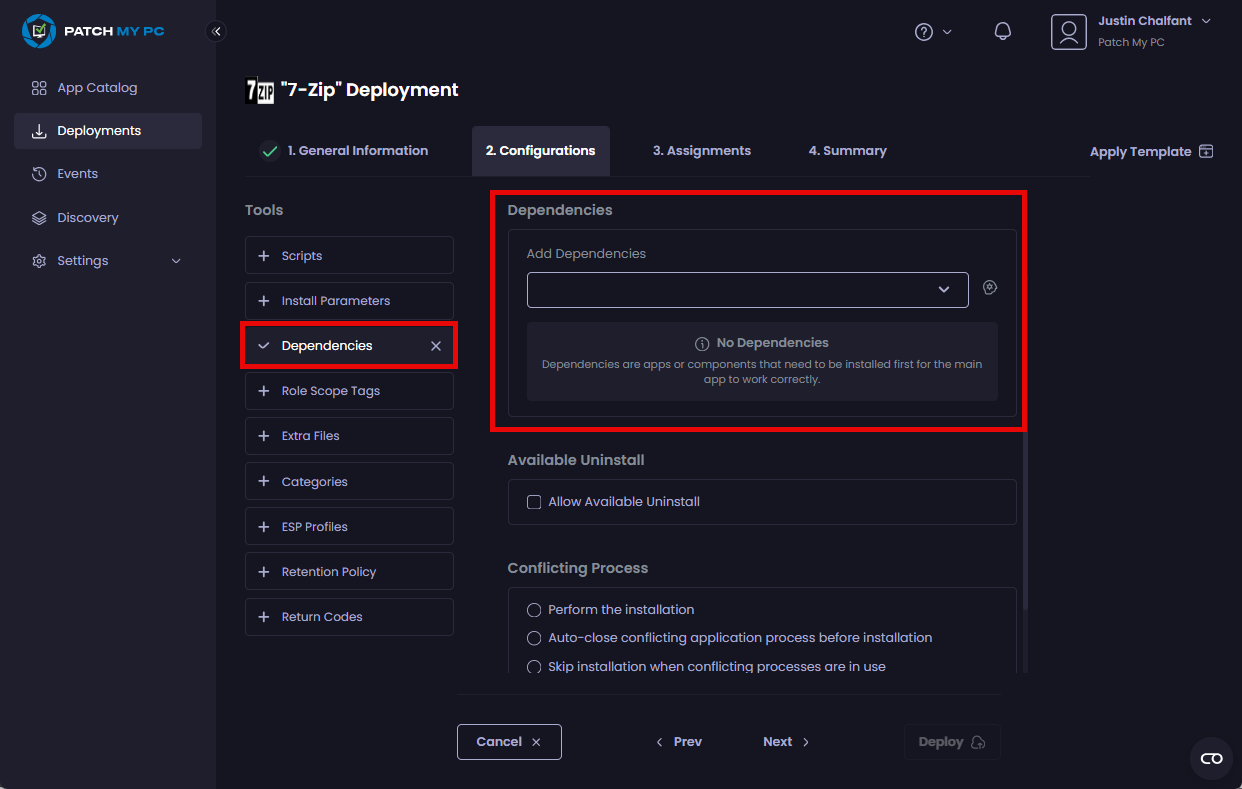 PATCH MY PC
Justin Chalfant
Patch My PC
App Catalog
Deployments
Events
Discovery
Settings
7ZIP "7-Zip" Deployment
1. General Information
2. Configurations
3. Assignments
4. Summary
Apply Template
Tools
Scripts
Install Parameters
Dependencies
Role Scope Tags
Extra Files
Categories
ESP Profiles
Retention Policy
Return Codes
Dependencies
Add Dependencies
No Dependencies
Dependencies are apps or components that need to be installed first for the main
app to work correctly.
Available Uninstall
Allow Available Uninstall
Conflicting Process
Perform the installation
Auto-close conflicting application process before installation
Skip installation when conflicting processes are in use
Cancel
Prev
Next
Deploy